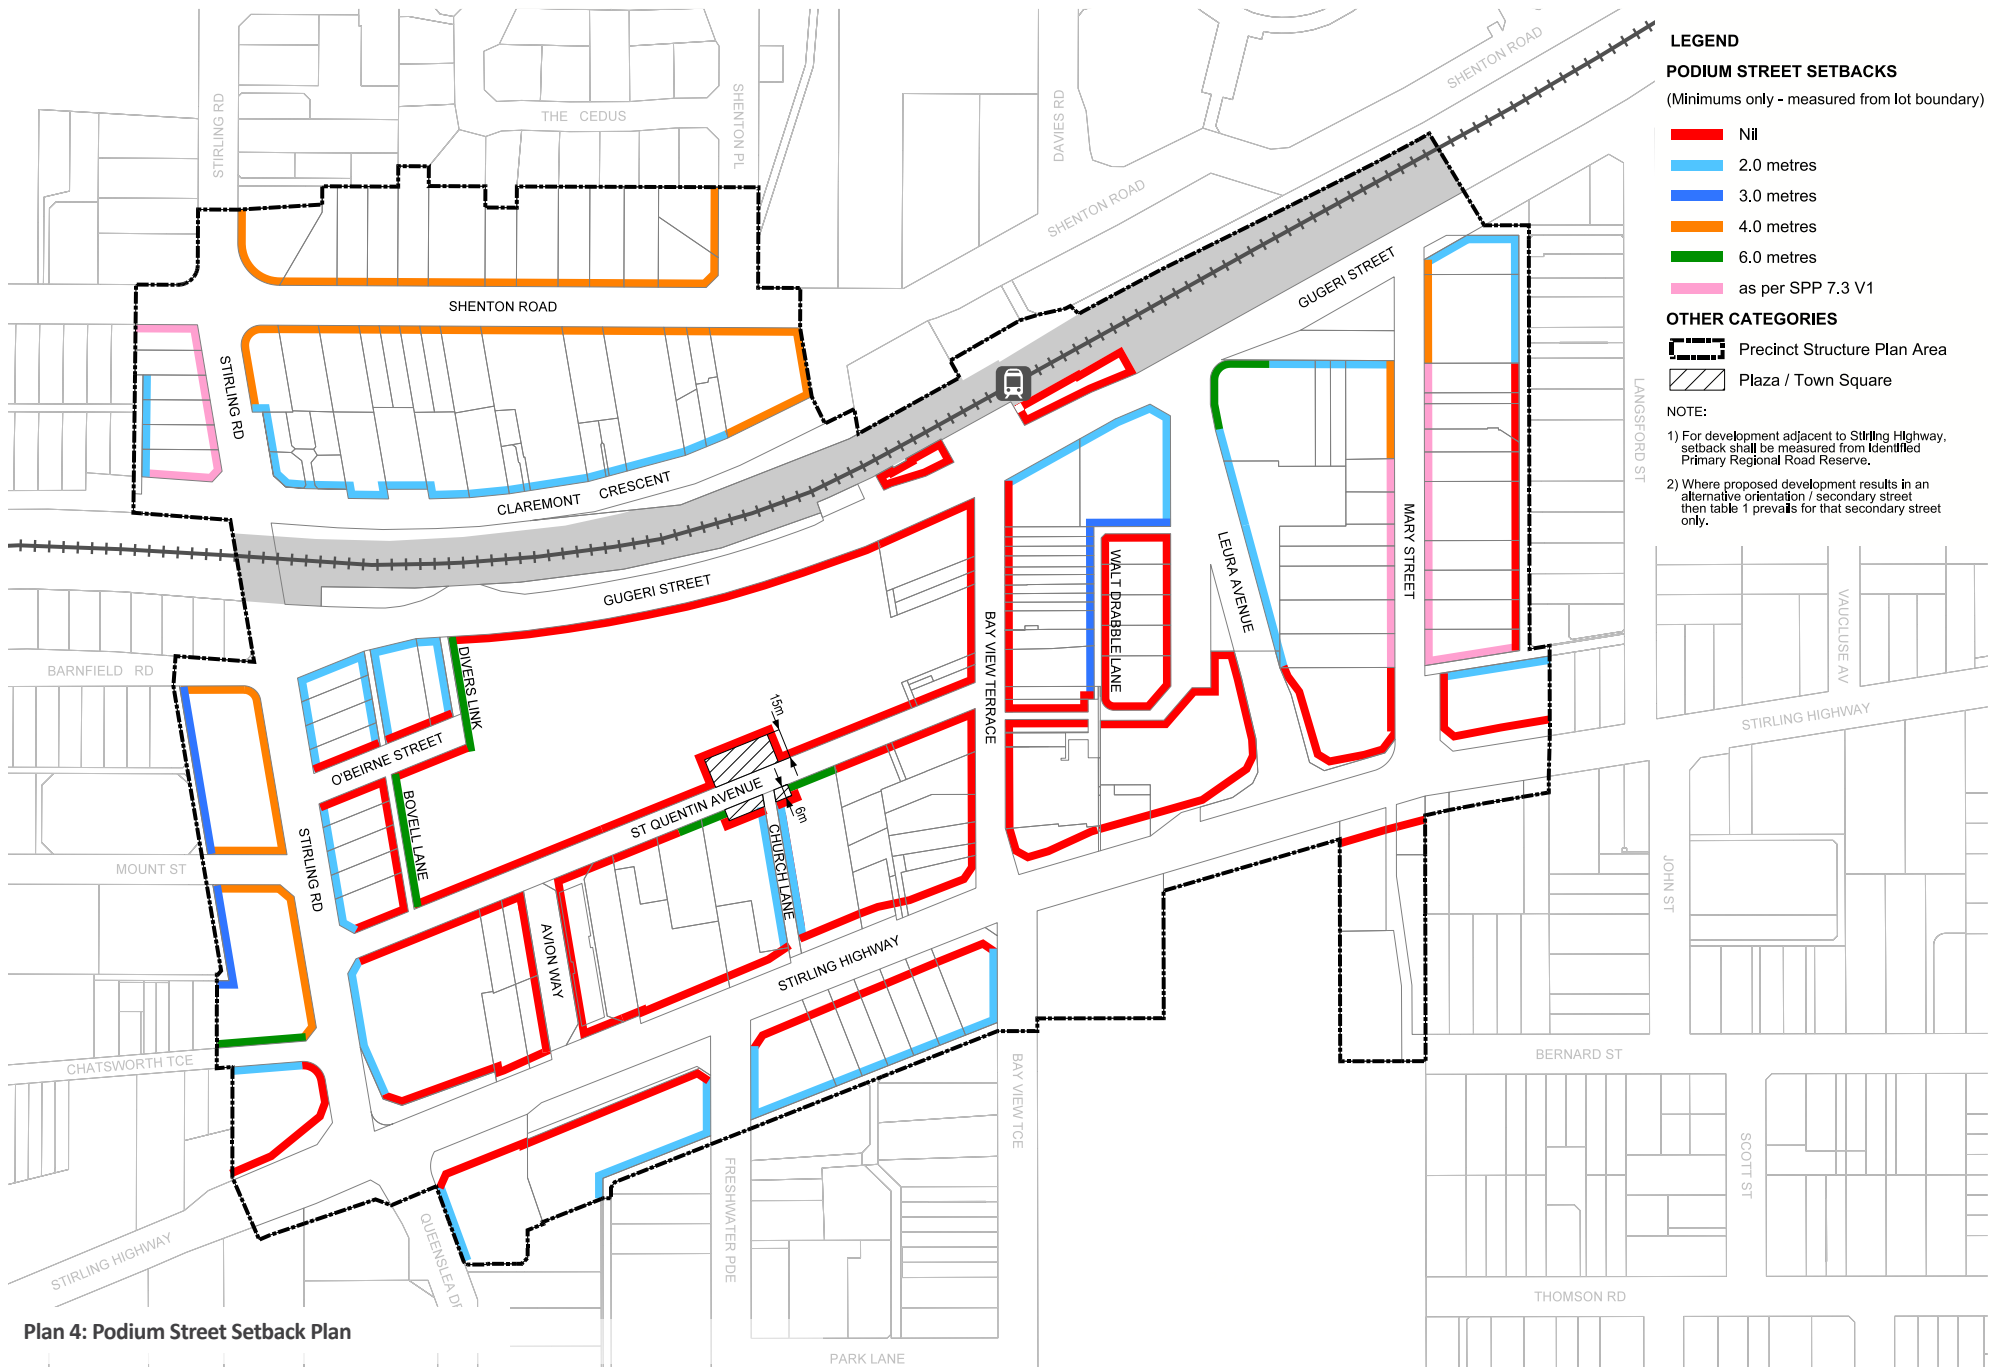 LEGEND
PODIUM STREET SETBACKS
(Minimums only - measured from lot boundary)
Nil
2.0 metres
3.0 metres
4.0 metres
6.0 metres
as per SPP 7.3 V1
OTHER CATEGORIES
Precinct Structure Plan Area
Plaza / Town Square
NOTE:
1) For development adjacent to Stirling Highway,
setback shall be measured from identified
Primary Regional Road Reserve.
2) Where proposed development results in an
alternative orientation / secondary street
then table 1 prevails for that secondary street
only.
STIRLING RD
THE CEDUS
SHENTON PL
DAVIES RD
SHENTON ROAD
SHENTON ROAD
SHENTON ROAD
GUGERI STREET
STIRLING RD
CLAREMONT CRESCENT
LANGSFORD ST
MARY STREET
LEURA AVENUE
WALT DRABBLE LANE
BAY VIEW TERRACE
GUGERI STREET
BARNFIELD RD
DIVERS LINK
O'BEIRNE STREET
15m
ST QUENTIN AVENUE
6m
BOVELL LANE
CHURCH LANE
STIRLING RD
MOUNT ST
AVION WAY
STIRLING HIGHWAY
VAUCLUSE AV
STIRLING HIGHWAY
JOHN ST
CHATSWORTH TCE
BAY VIEW TCE
BERNARD ST
SCOTT ST
FRESHWATER PDE
QUEENSLEA DR
STIRLING HIGHWAY
THOMSON RD
PARK LANE
Plan 4: Podium Street Setback Plan